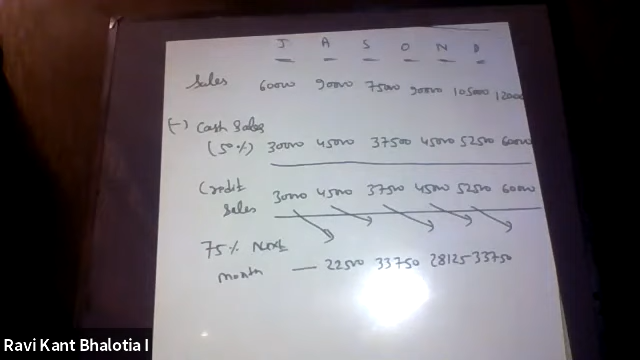 J A S O N D
Sales 60000 90000 75000 90000 105000 12000
(-) Cash Sales
(50%) 30000 45000 37500 45000 52500 60000
Credit 30000 45000 37500 45000 52500 60000
Sales
75% Next
month — 22500 33750 28125 33750
Ravi Kant Bhalotia I